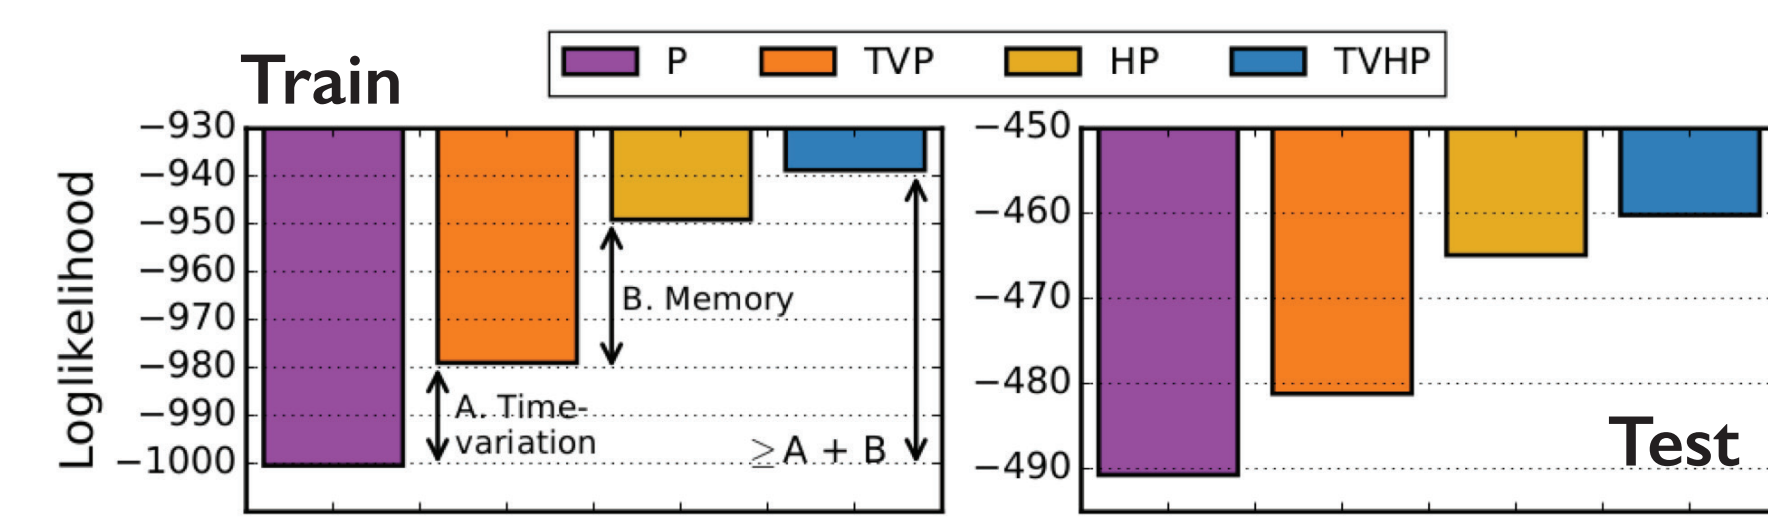 P TVP HP TVHP
Train
−930
−940
−950
−960
−970
−980
−990
−1000
Loglikelihood
B. Memory
A. Time-
variation
≥A + B
−450
−460
−470
−480
−490
Test